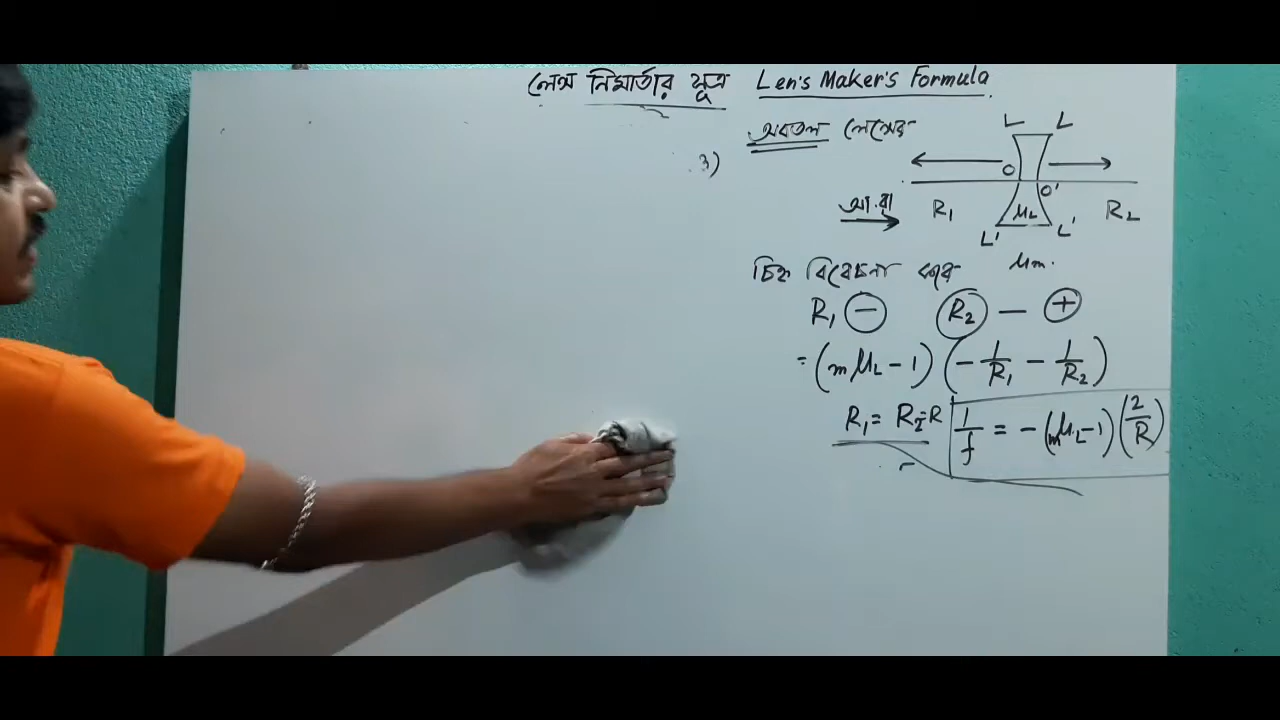 লেন্স নির্মাতার সূত্র Len's Maker's Formula
অবতল লেন্সের
3)
L L
O O'
আ.রা R₁ μL R₂
L' L'
চিহ্ন বিবেচনা করে μm.
R₁ (−) R₂ — (+)
= (mμL − 1) (− 1/R₁ − 1/R₂)
R₁ = R₂ = R 1/f = − (mμL − 1) (2/R)